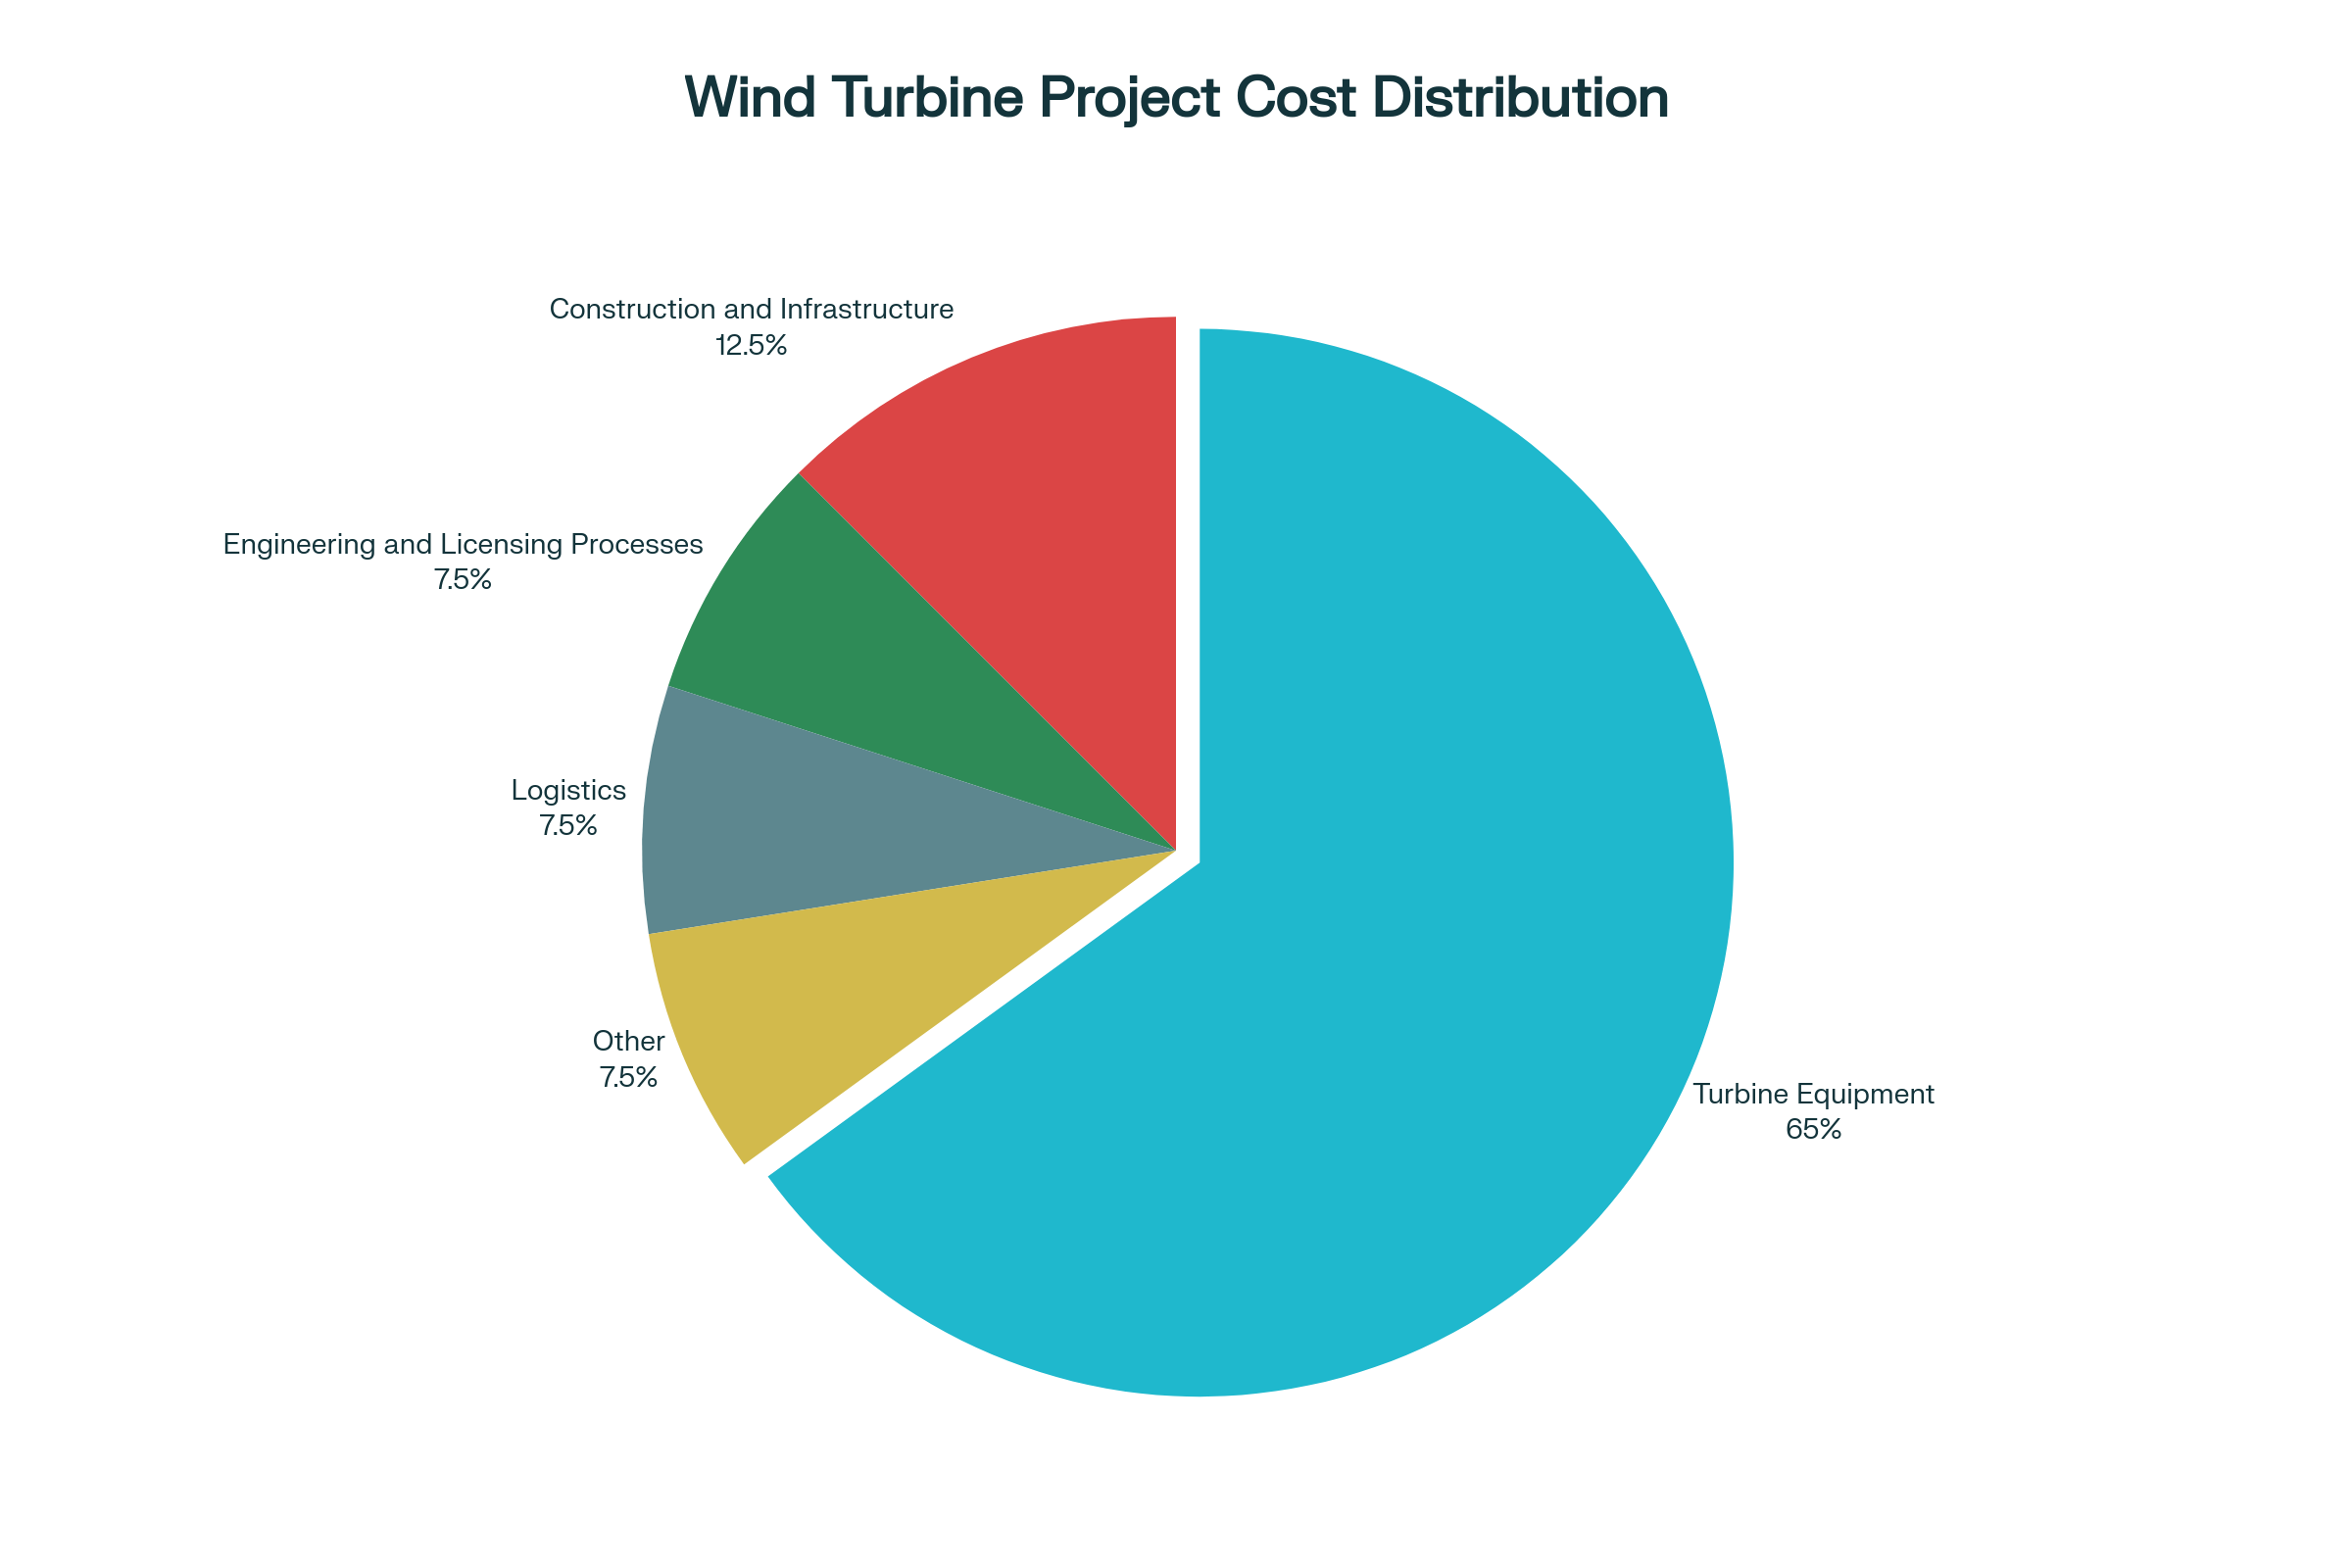 Wind Turbine Project Cost Distribution
Construction and Infrastructure
12.5%
Engineering and Licensing Processes
7.5%
Logistics
7.5%
Other
7.5%
Turbine Equipment
65%